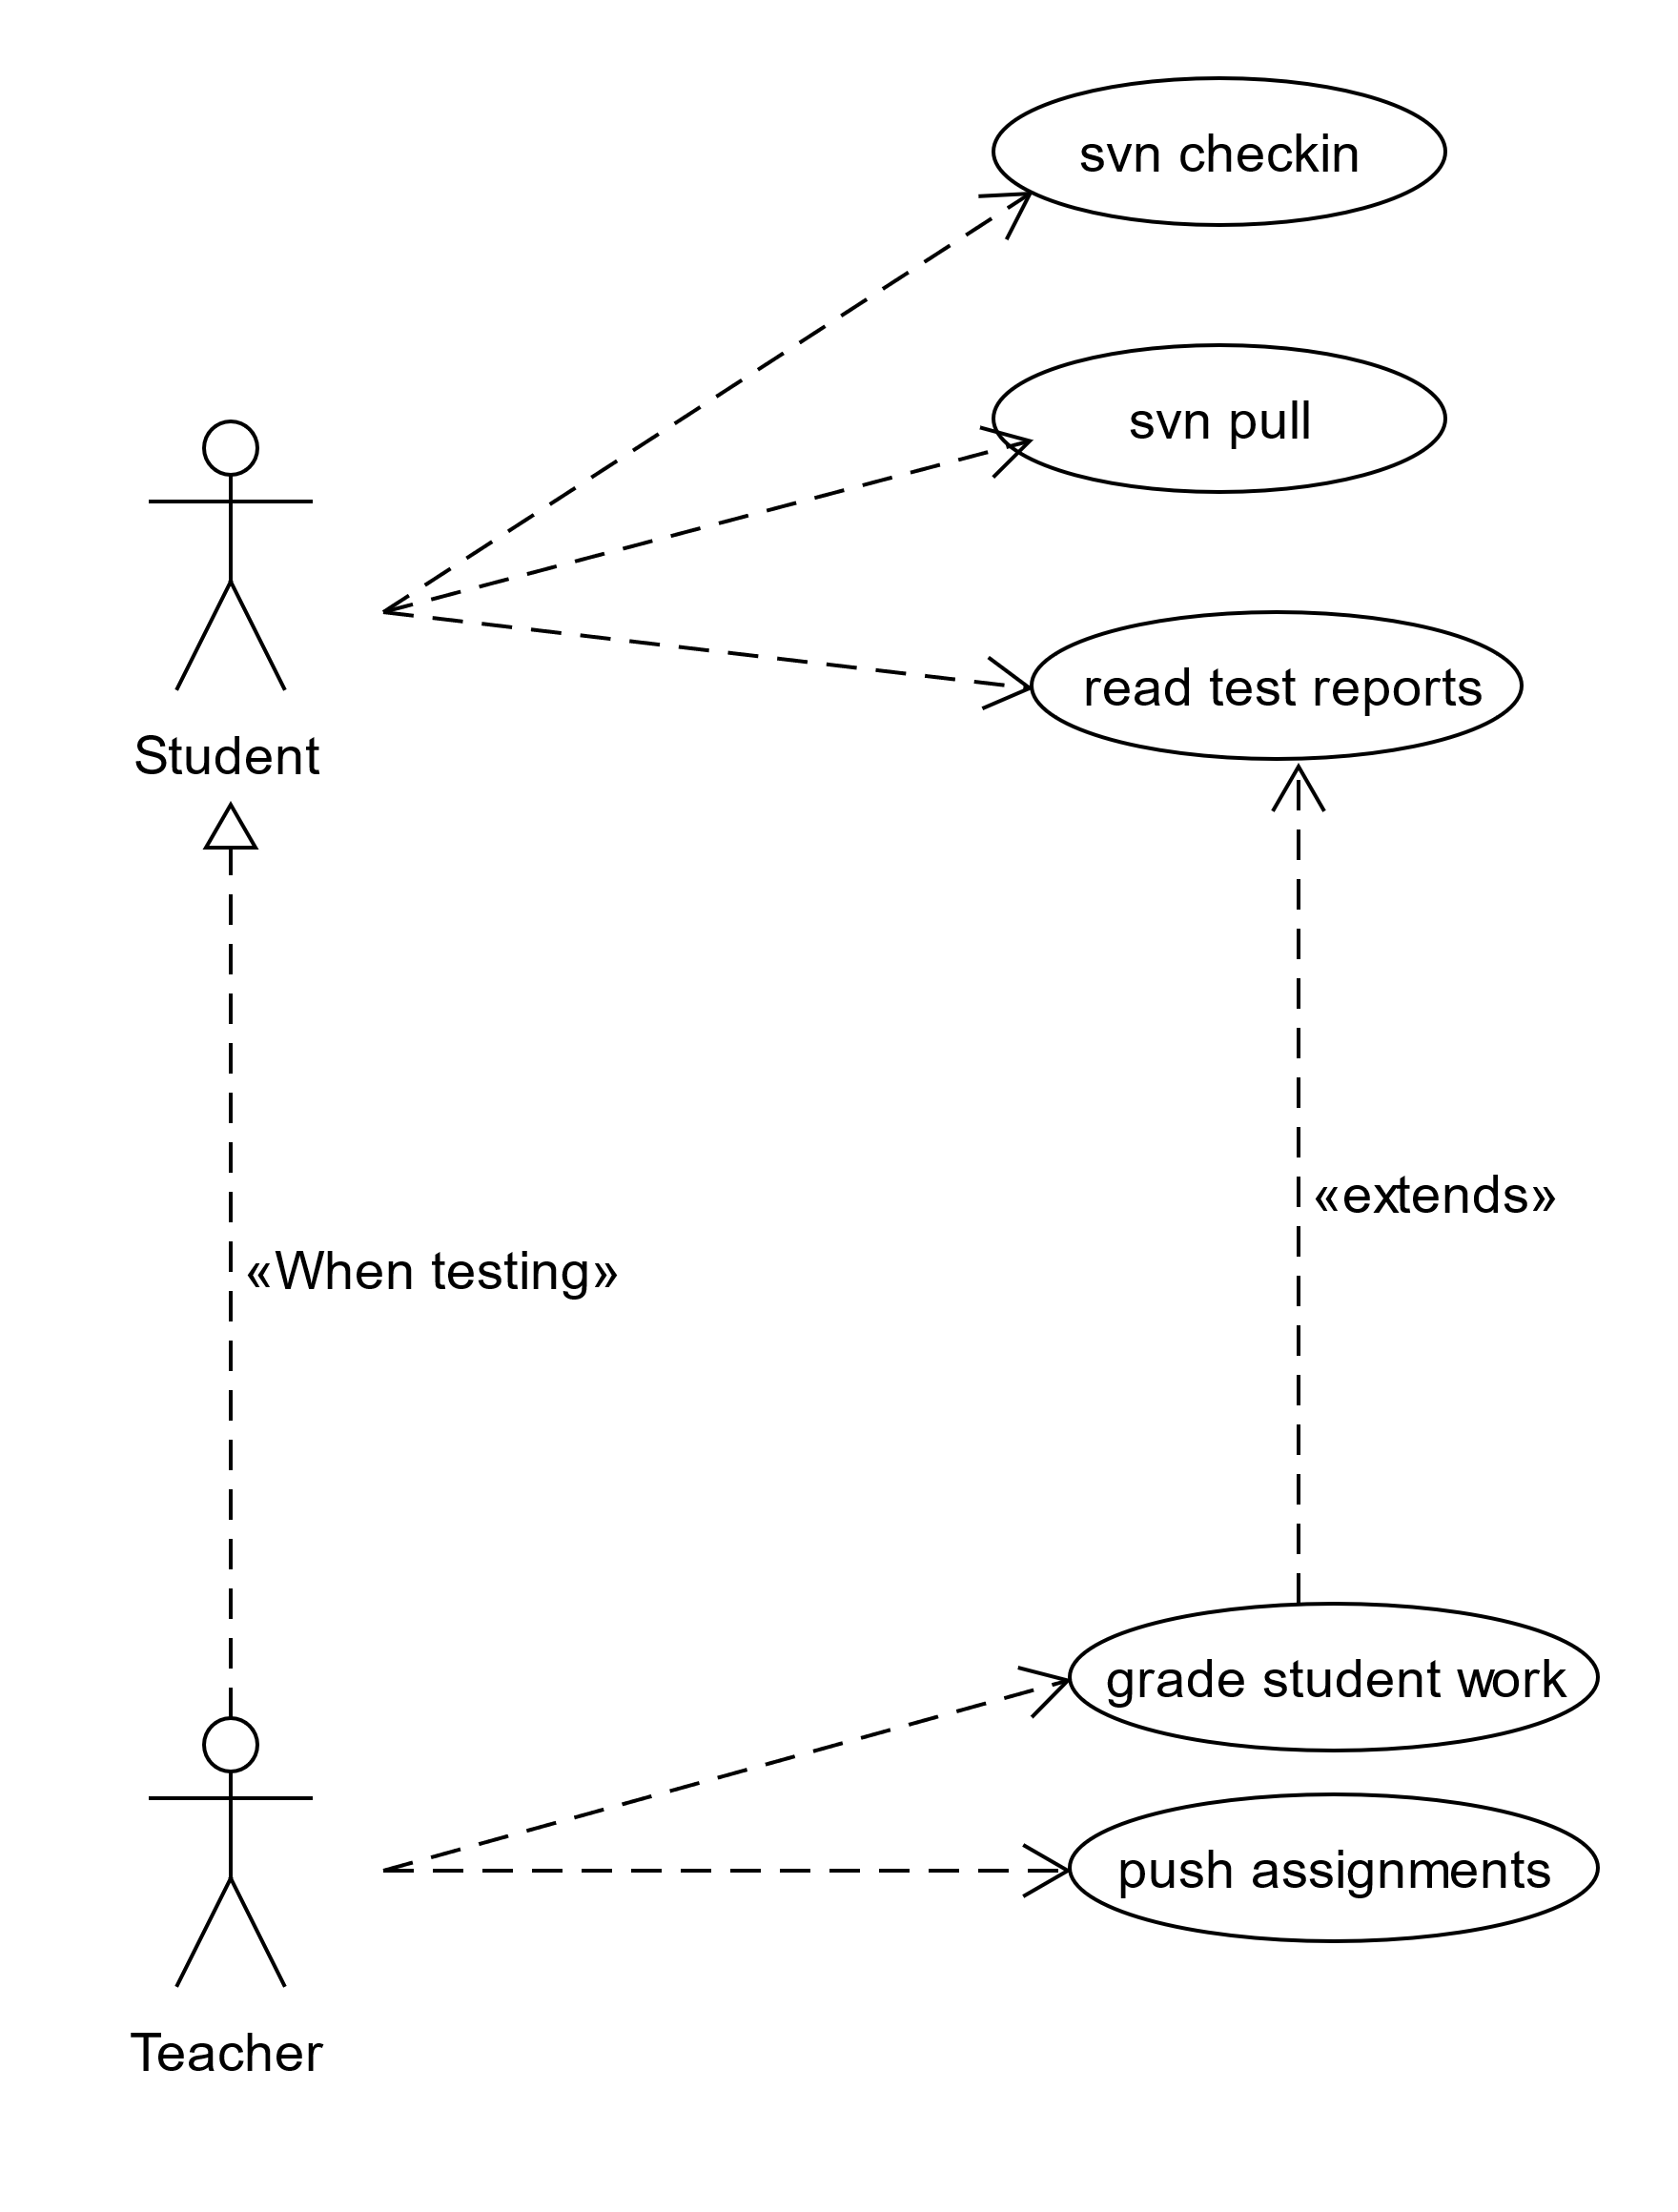 svn checkin
svn pull
read test reports
Student
«extends»
«When testing»
grade student work
push assignments
Teacher